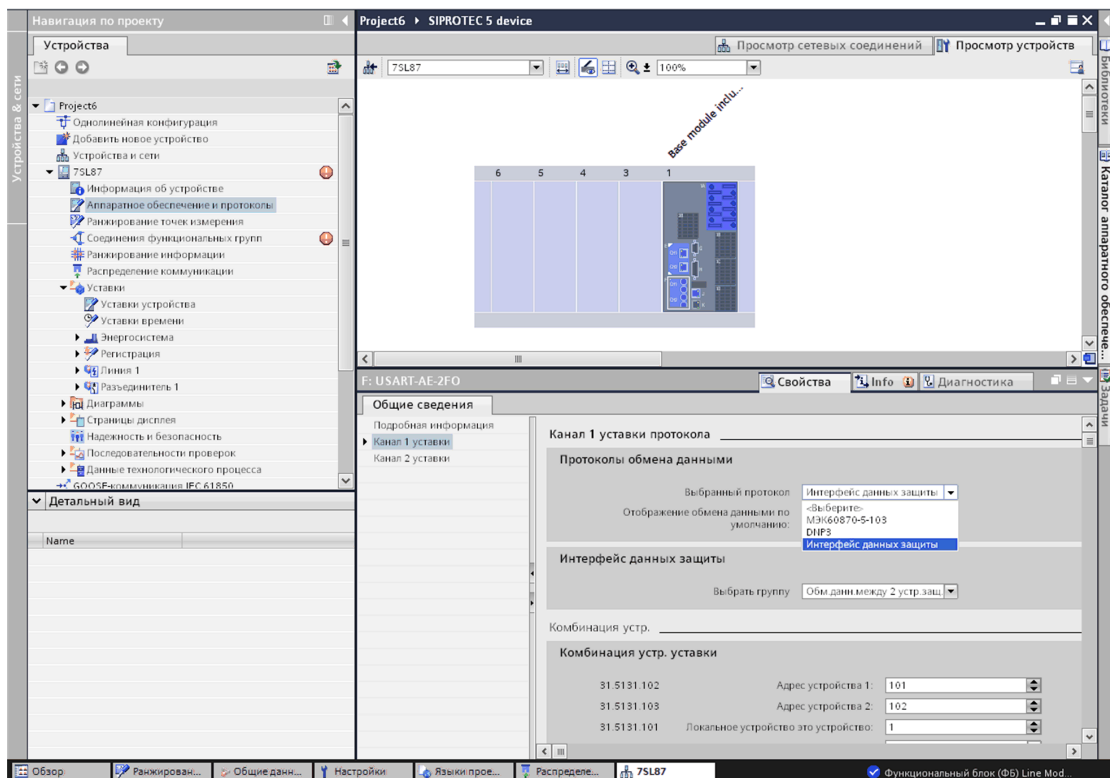 Навигация по проекту
Project6 ▸ SIPROTEC 5 device
Устройства
Просмотр сетевых соединений
Просмотр устройств
7SL87
100%
Устройства & сети
Project6
Однолинейная конфигурация
Добавить новое устройство
Устройства и сети
7SL87
Информация об устройстве
Аппаратное обеспечение и протоколы
Ранжирование точек измерения
Соединения функциональных групп
Ранжирование информации
Распределение коммуникации
Уставки
Уставки устройства
Уставки времени
Энергосистема
Регистрация
Линия 1
Разъединитель 1
Диаграммы
Страницы дисплея
Надежность и безопасность
Последовательности проверок
Данные технологического процесса
GOOSE-коммуникация IEC 61850
Детальный вид
Name
Base module inclu...
6 5 4 3 1
Библиотеки
Каталог аппаратного обеспече...
Задачи
F: USART-AE-2FO
Свойства
Info
Диагностика
Общие сведения
Подробная информация
Канал 1 уставки
Канал 2 уставки
Канал 1 уставки протокола
Протоколы обмена данными
Выбранный протокол
Интерфейс данных защиты
Отображение обмена данными по умолчанию:
<Выберите>
МЭК60870-5-103
DNP3
Интерфейс данных защиты
Интерфейс данных защиты
Выбрать группу
Обм.данн.между 2 устр.защ
Комбинация устр.
Комбинация устр. уставки
31.5131.102 Адрес устройства 1: 101
31.5131.103 Адрес устройства 2: 102
31.5131.101 Локальное устройство это устройство: 1
Обзор
Ранжирован...
Общие данн...
Настройки
Языки прое...
Распределе...
7SL87
Функциональный блок (ФБ) Line Mod...